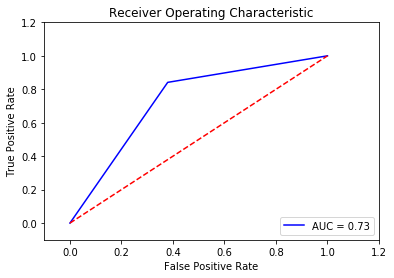 Receiver Operating Characteristic
True Positive Rate
1.2
1.0
0.8
0.6
0.4
0.2
0.0
AUC = 0.73
0.0 0.2 0.4 0.6 0.8 1.0 1.2
False Positive Rate